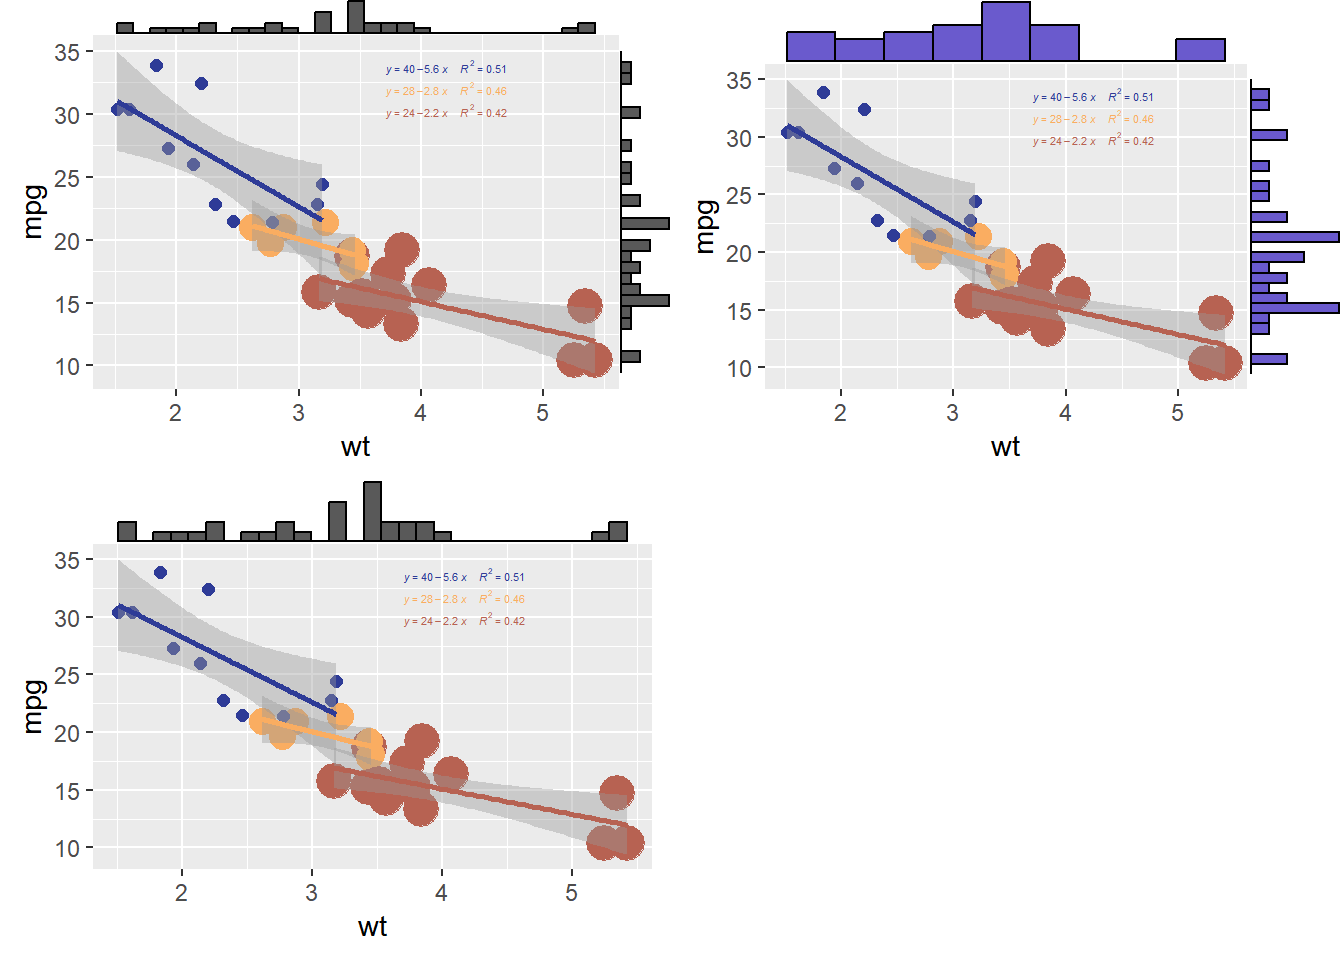 35
30
25
20
15
10
mpg
y = 40 − 5.6 x R² = 0.51
y = 28 − 2.8 x R² = 0.46
y = 24 − 2.2 x R² = 0.42
2 3 4 5
wt
35
30
25
20
15
10
mpg
y = 40 − 5.6 x R² = 0.51
y = 28 − 2.8 x R² = 0.46
y = 24 − 2.2 x R² = 0.42
2 3 4 5
wt
35
30
25
20
15
10
mpg
y = 40 − 5.6 x R² = 0.51
y = 28 − 2.8 x R² = 0.46
y = 24 − 2.2 x R² = 0.42
2 3 4 5
wt